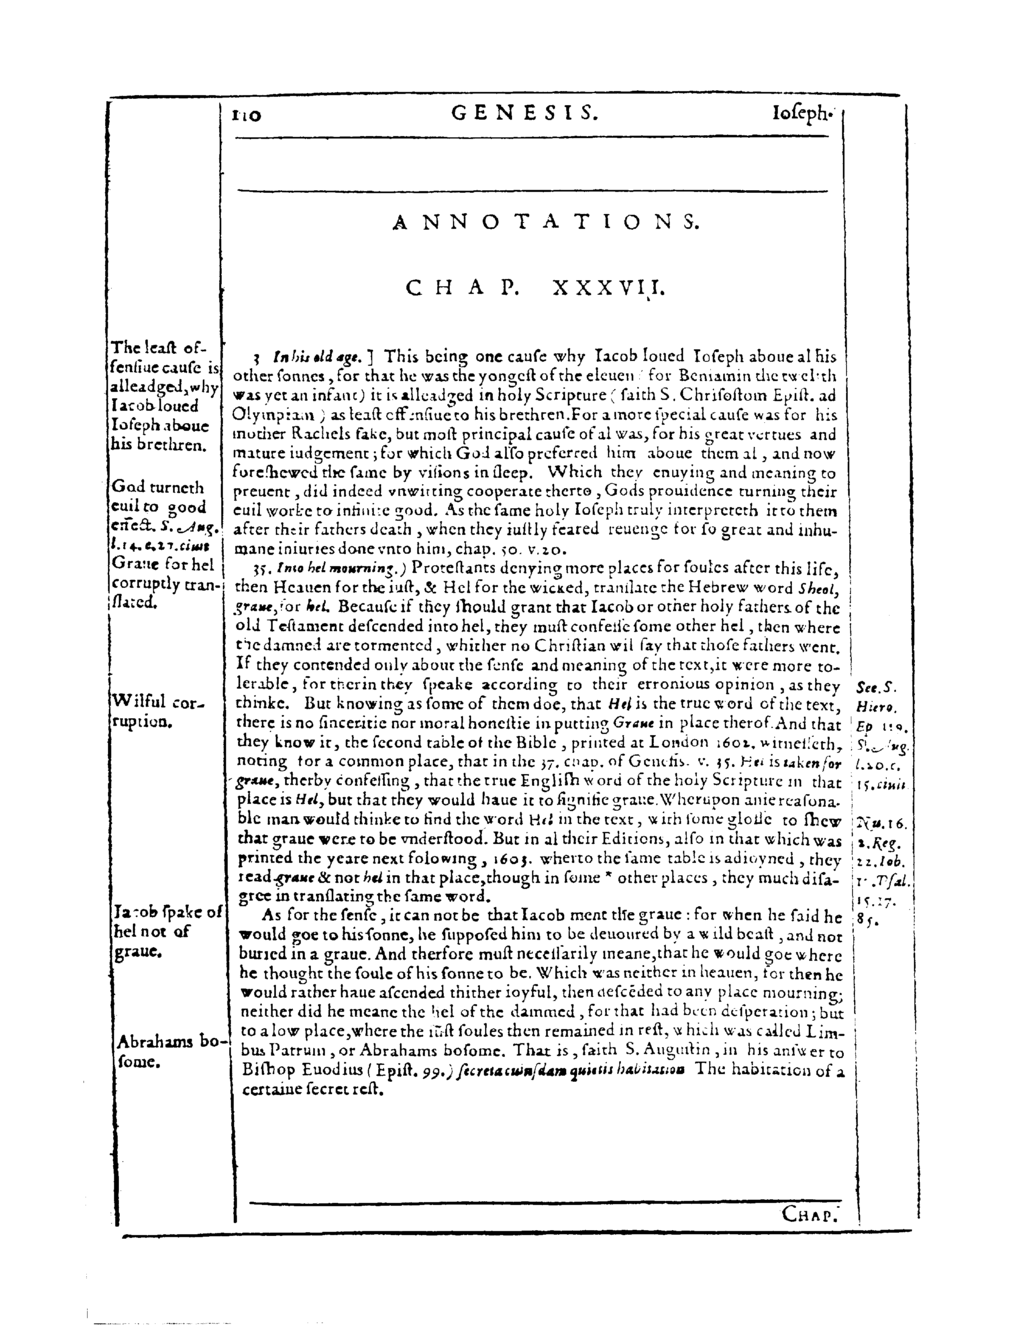 110 GENESIS. Ioſeph.
ANNOTATIONS.
CHAP. XXXVII.
The leaſt of-
fenſiue cauſe is
alleadged, why
Iacob loued
Ioſeph aboue
his brethren.
God turneth
euil to good
effect. S. Aug.
l. 14. c. 27. ciuit
Graue for hel
corruptly tran-
ſlated.
Wilful cor-
ruption.
Iacob ſpake of
hel not of
graue.
Abrahams bo-
ſome.
3 In his old age. ] This being one cauſe why Iacob loued Ioſeph aboue al his
other ſonnes, for that he was the yongeſt of the eleuen for Beniamin the twelth
was yet an infant) it is alleadged in holy Scripture ( ſaith S. Chriſoſtom Epiſt. ad
Olympian ) as leaſt offenſiue to his brethren. For a more ſpecial cauſe was for his
mother Rachels ſake, but moſt principal cauſe of al was, for his great vertues and
mature iudgement; for which God alſo preferred him aboue them al, and now
foreſhewed the ſame by viſions in ſleep. Which they enuying and meaning to
preuent, did indeed vnwitting cooperate therto, Gods prouidence turning their
euil worke to infinite good. As the ſame holy Ioſeph truly interpreteth it to them
after their fathers death, when they iuſtly feared reuenge for ſo great and inhu-
mane iniuries done vnto him, chap. 50. v. 20.
35. Into hel mourning.) Proteſtants denying more places for ſoules after this life,
then Heauen for the iuſt, & Hel for the wicked, tranſlate the Hebrew word Sheol,
graue, or hel. Becauſe if they ſhould grant that Iacob or other holy fathers of the
old Teſtament deſcended into hel, they muſt confeſſe ſome other hel, then where
the damned are tormented, whither no Chriſtian wil ſay that thoſe fathers went.
If they contended only about the ſenſe and meaning of the text, it were more to-
lerable, for therin they ſpeake according to their erronious opinion, as they
thinke. But knowing as ſome of them doe, that Hel is the true word of the text,
there is no ſinceritie nor moral honeſtie in putting Graue in place therof. And that
they know it, the ſecond table of the Bible, printed at London 1602. witneſſeth,
noting for a common place, that in the 37. chap. of Geneſis. v. 35. Hel is taken for
graue, therby confeſſing, that the true Engliſh word of the holy Scripture in that
place is Hel, but that they would haue it to ſignifie graue. Wherupon anie reaſona-
ble man would thinke to find the word Hel in the text, with ſome gloſſe to ſhew
that graue were to be vnderſtood. But in al their Editions, alſo in that which was
printed the yeare next folowing, 1603. wherto the ſame table is adioyned, they
read graue & not hel in that place, though in ſome * other places, they much diſa-
gree in tranſlating the ſame word.
As for the ſenſe, it can not be that Iacob ment the graue: for when he ſaid he
would goe to his ſonne, he ſuppoſed him to be deuoured by a wild beaſt, and not
buried in a graue. And therfore muſt neceſſarily meane, that he would goe where
he thought the ſoule of his ſonne to be. Which was neither in heauen, for then he
would rather haue aſcended thither ioyful, then deſcēded to any place mourning;
neither did he meane the hel of the dammed, for that had been deſperation; but
to a low place, where the iuſt ſoules then remained in reſt, which was called Lim-
bus Patrum, or Abrahams boſome. That is, ſaith S. Auguſtin, in his anſwer to
Biſhop Euodius (Epiſt. 99.) ſecreta cuiuſdam quietis habitatio The habitation of a
certaine ſecret reſt.
See. S.
Hiero.
Ep
S. Aug.
l. 20. c.
15. ciuit
Nu. 16.
2. Reg.
22. Iob.
17. Pſal.
15. 27.
85.
CHAP.